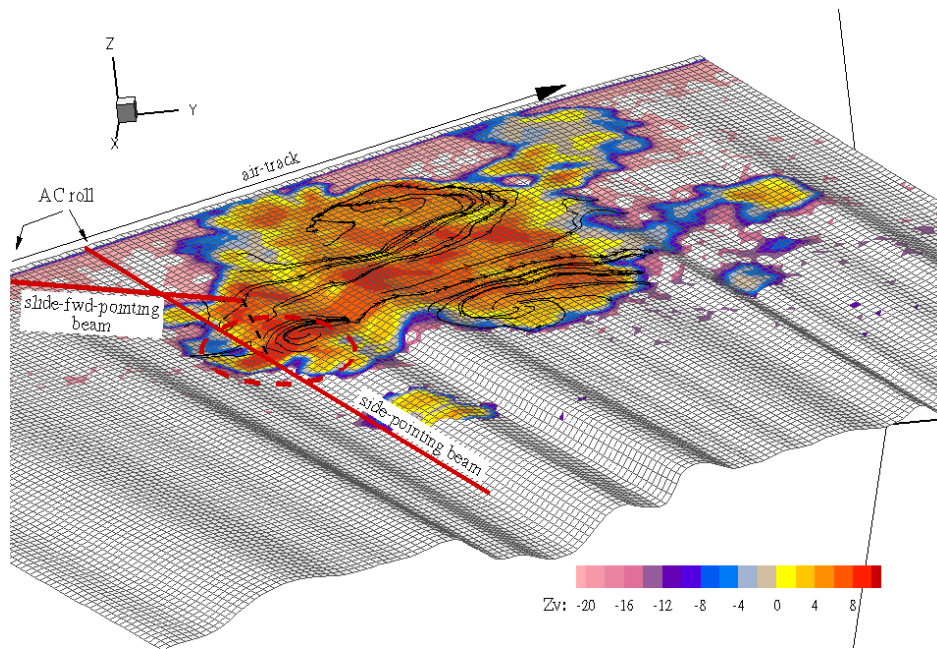 Z
Y
X
air-track
AC roll
slide-fwd-pointing
beam
side-pointing beam
Zv: -20 -16 -12 -8 -4 0 4 8